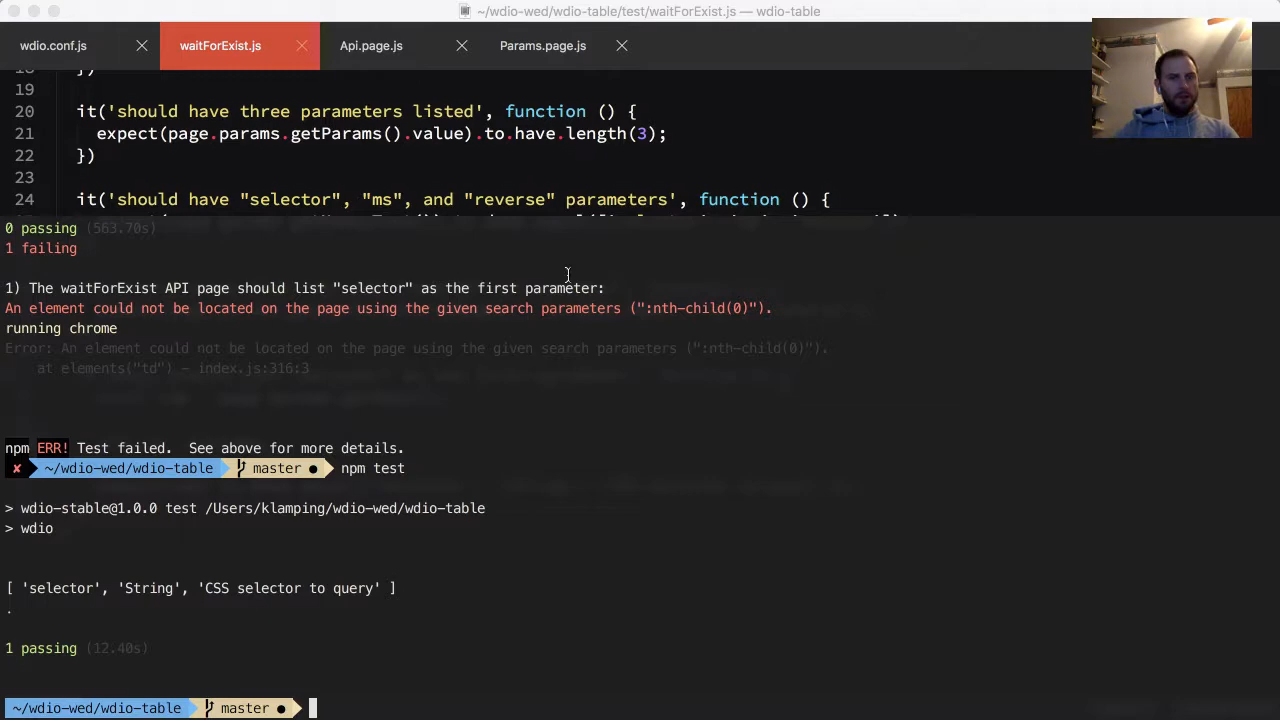 ~/wdio-wed/wdio-table/test/waitForExist.js — wdio-table
wdio.conf.js
waitForExist.js
Api.page.js
Params.page.js
18 })
19
20 it('should have three parameters listed', function () {
21 expect(page.params.getParams().value).to.have.length(3);
22 })
23
24 it('should have "selector", "ms", and "reverse" parameters', function () {
0 passing (563.70s)
1 failing
1) The waitForExist API page should list "selector" as the first parameter:
An element could not be located on the page using the given search parameters (":nth-child(0)").
running chrome
Error: An element could not be located on the page using the given search parameters (":nth-child(0)").
at elements("td") – index.js:316:3
npm ERR! Test failed.  See above for more details.
✘ ~/wdio-wed/wdio-table master ● npm test
> wdio-stable@1.0.0 test /Users/klamping/wdio-wed/wdio-table
> wdio
[ 'selector', 'String', 'CSS selector to query' ]
.
1 passing (12.40s)
~/wdio-wed/wdio-table master ●